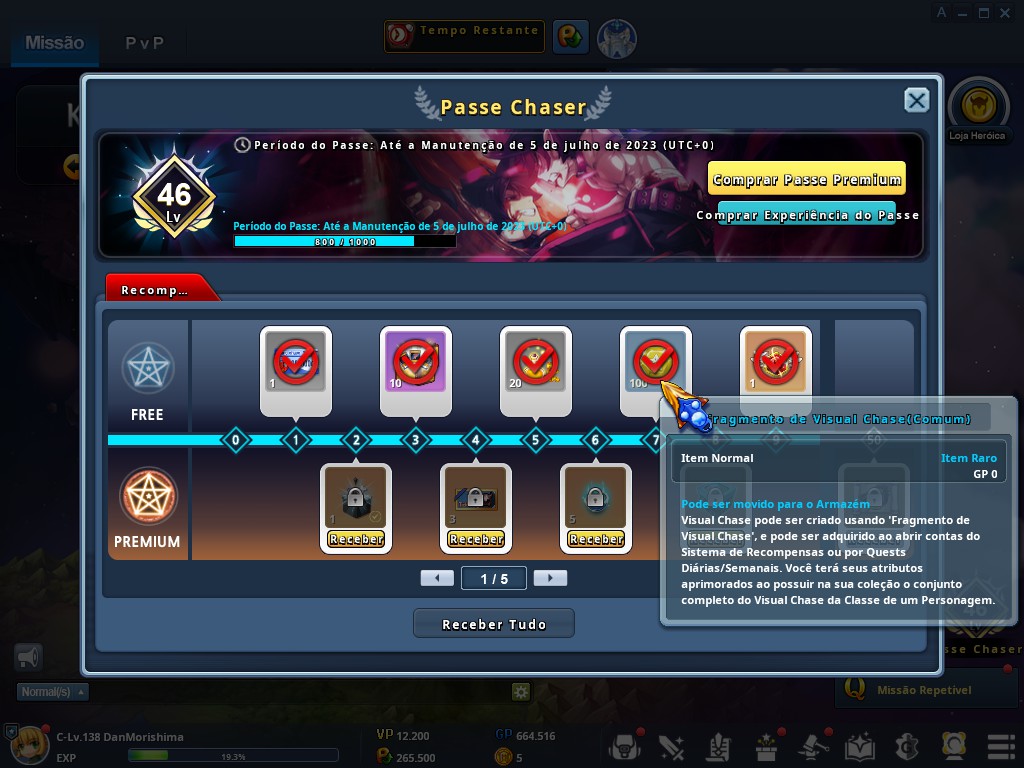 Missão
P v P
Tempo Restante
A
K
Passe Chaser
Loja Heróica
Período do Passe: Até a Manutenção de 5 de julho de 2023 (UTC+0)
46
Lv
Comprar Passe Premium
Comprar Experiência do Passe
Período do Passe: Até a Manutenção de 5 de julho de 2023 (UTC+0)
800 / 1000
Recomp...
1
10
20
100
1
FREE
0 1 2 3 4 5 6 7 8 9 50
Fragmento de Visual Chase(Comum)
Item Normal
Item Raro
GP 0
PREMIUM
1
3
5
Receber
Receber
Receber
Pode ser movido para o Armazém
Visual Chase pode ser criado usando 'Fragmento de
Visual Chase', e pode ser adquirido ao abrir contas do
Sistema de Recompensas ou por Quests
Diárias/Semanais. Você terá seus atributos
aprimorados ao possuir na sua coleção o conjunto
completo do Visual Chase da Classe de um Personagem.
1 / 5
Receber Tudo
46
sse Chaser
Normal(/s)
Q Missão Repetivel
C-Lv.138 DanMorishima
EXP
19.3%
VP 12.200
265.500
GP 664.516
5